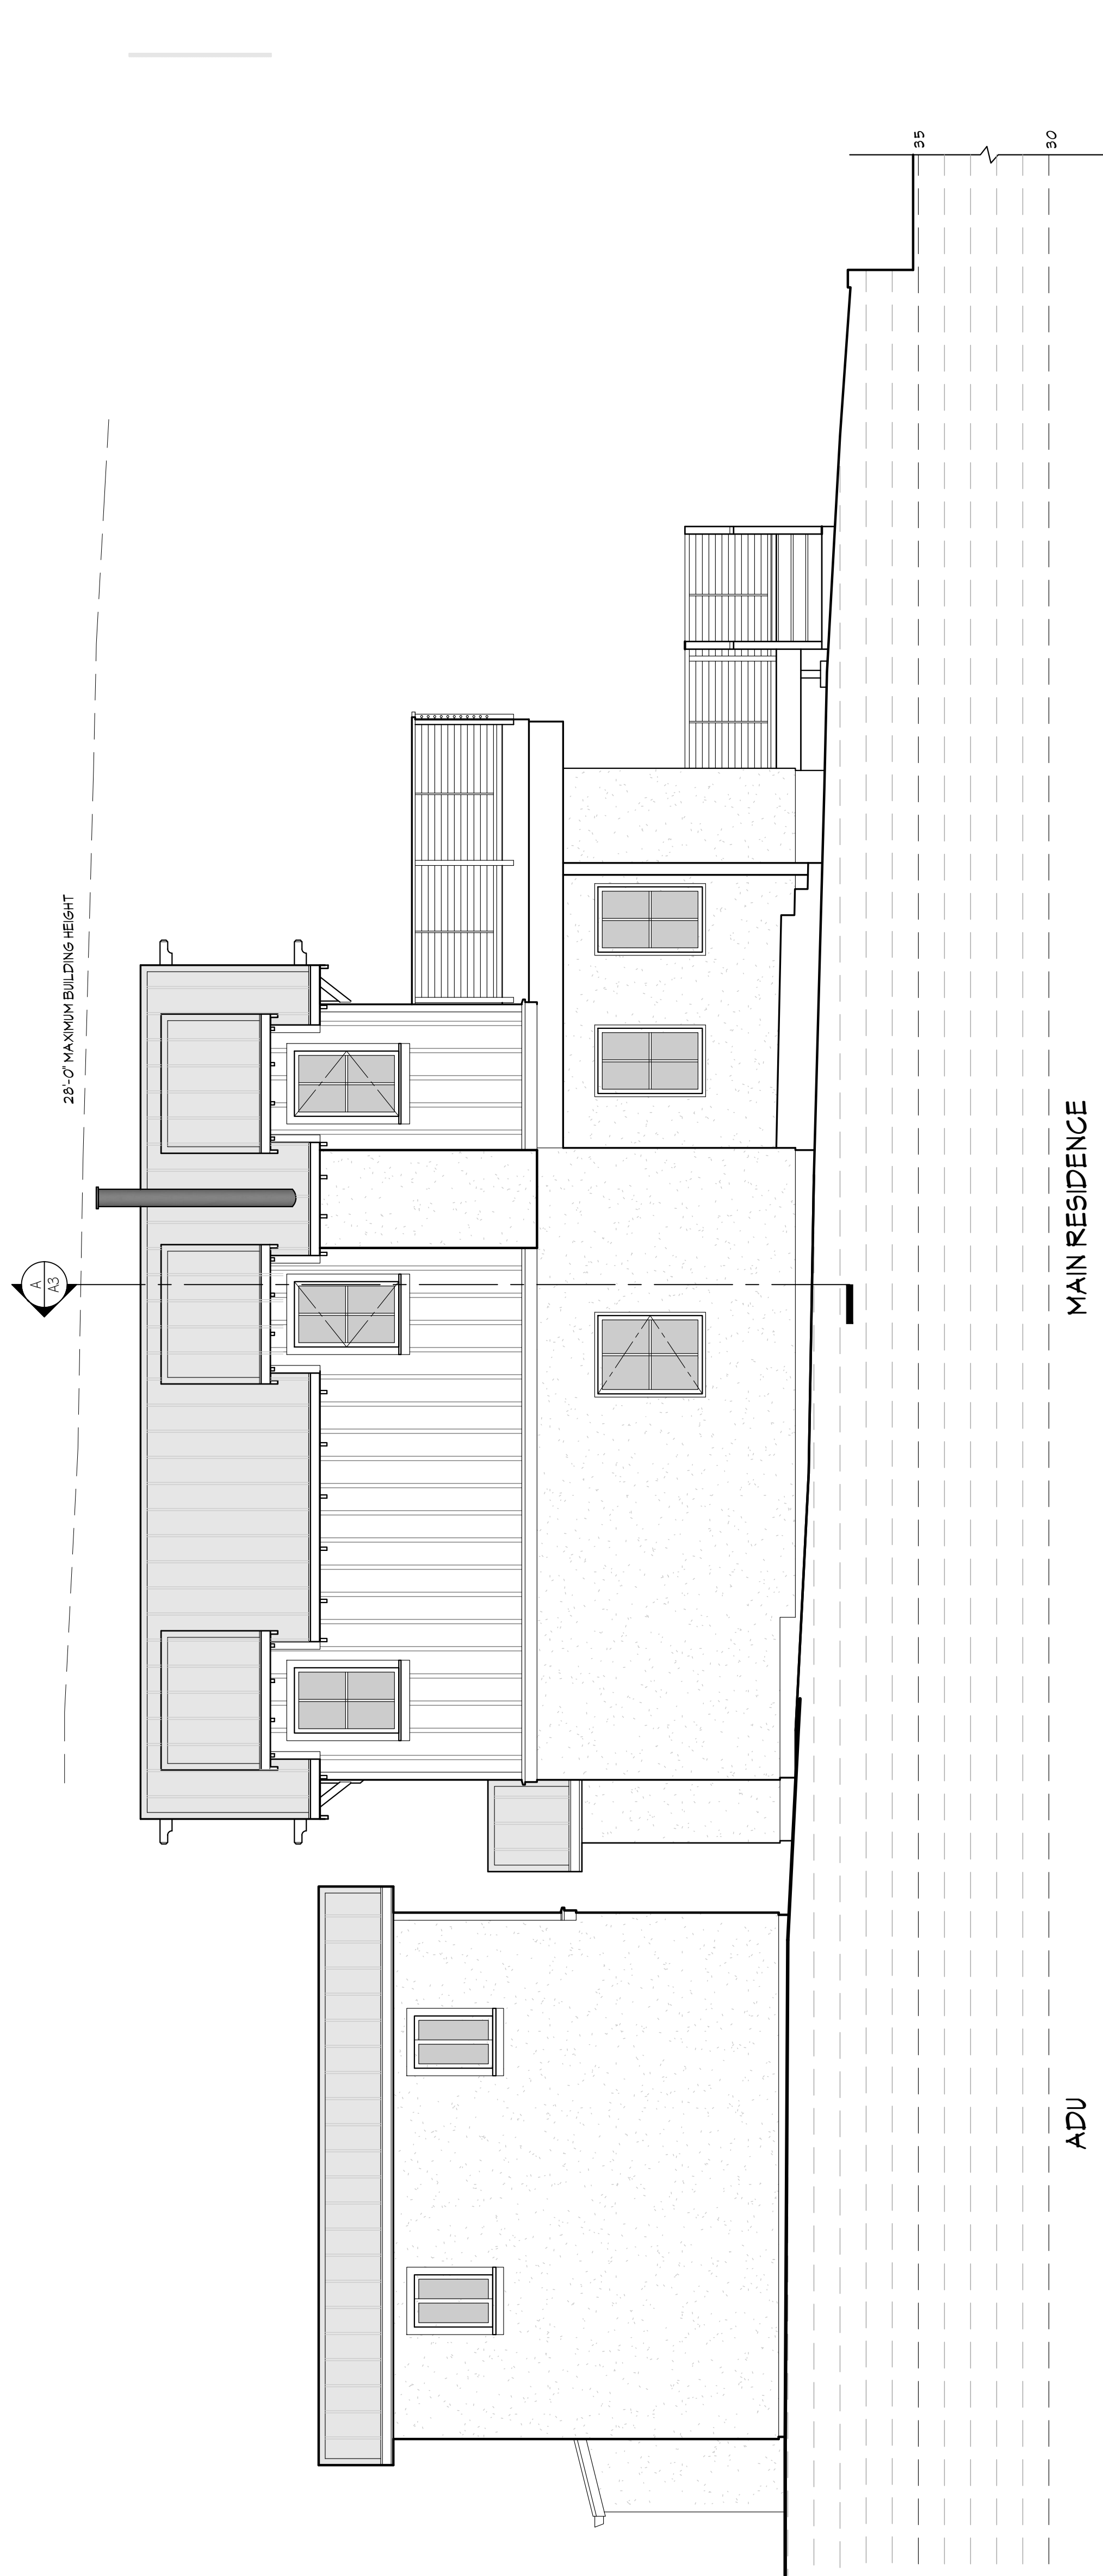 28'-0" MAXIMUM BUILDING HEIGHT
A
A3
35
30
ADU
MAIN RESIDENCE